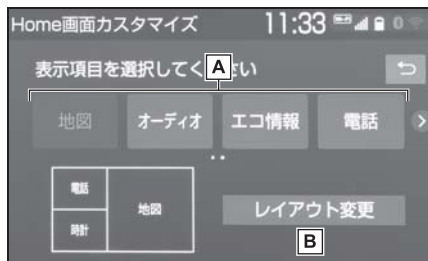 Home画面カスタマイズ 11:33 0
表示項目を選択してく A さい
地図 オーディオ エコ情報 電話
電話 地図
時計
レイアウト変更
B